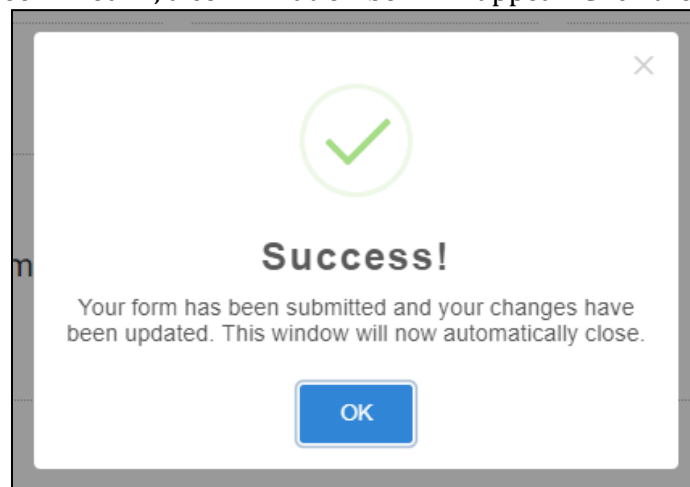 m
Success!
Your form has been submitted and your changes have
been updated. This window will now automatically close.
OK